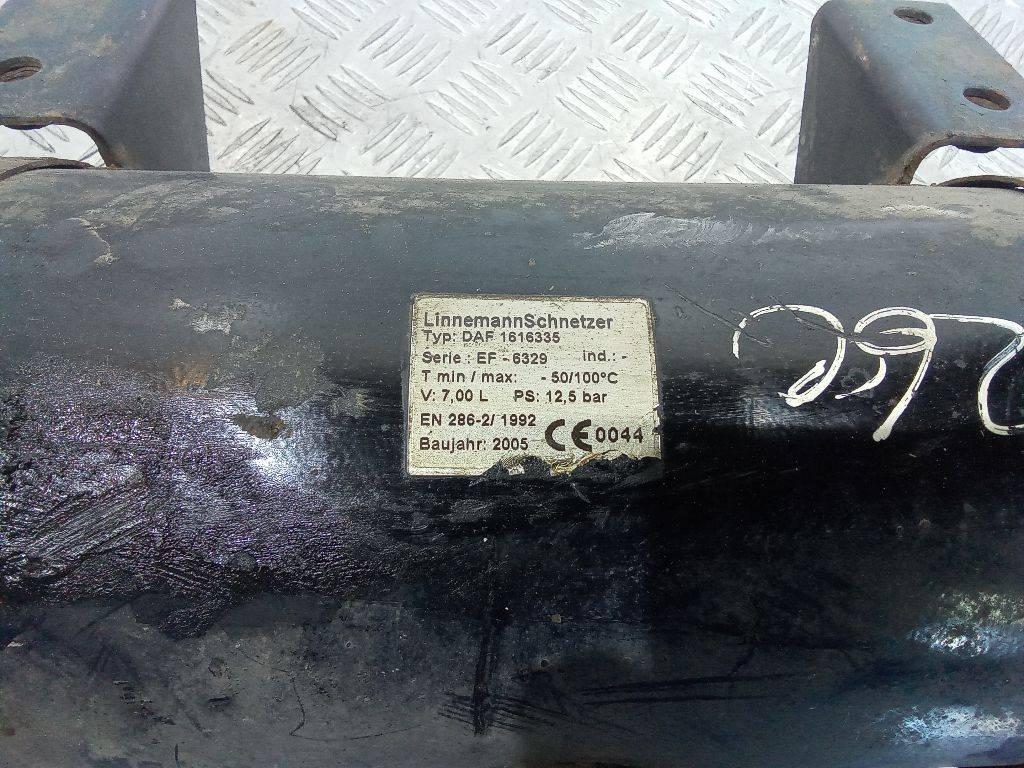 LinnemannSchnetzer
Typ: DAF 1616335
Serie : EF - 6329 ind.: -
T min / max: - 50/100°C
V: 7,00 L PS: 12,5 bar
EN 286-2/ 1992
Baujahr: 2005 CE 0044